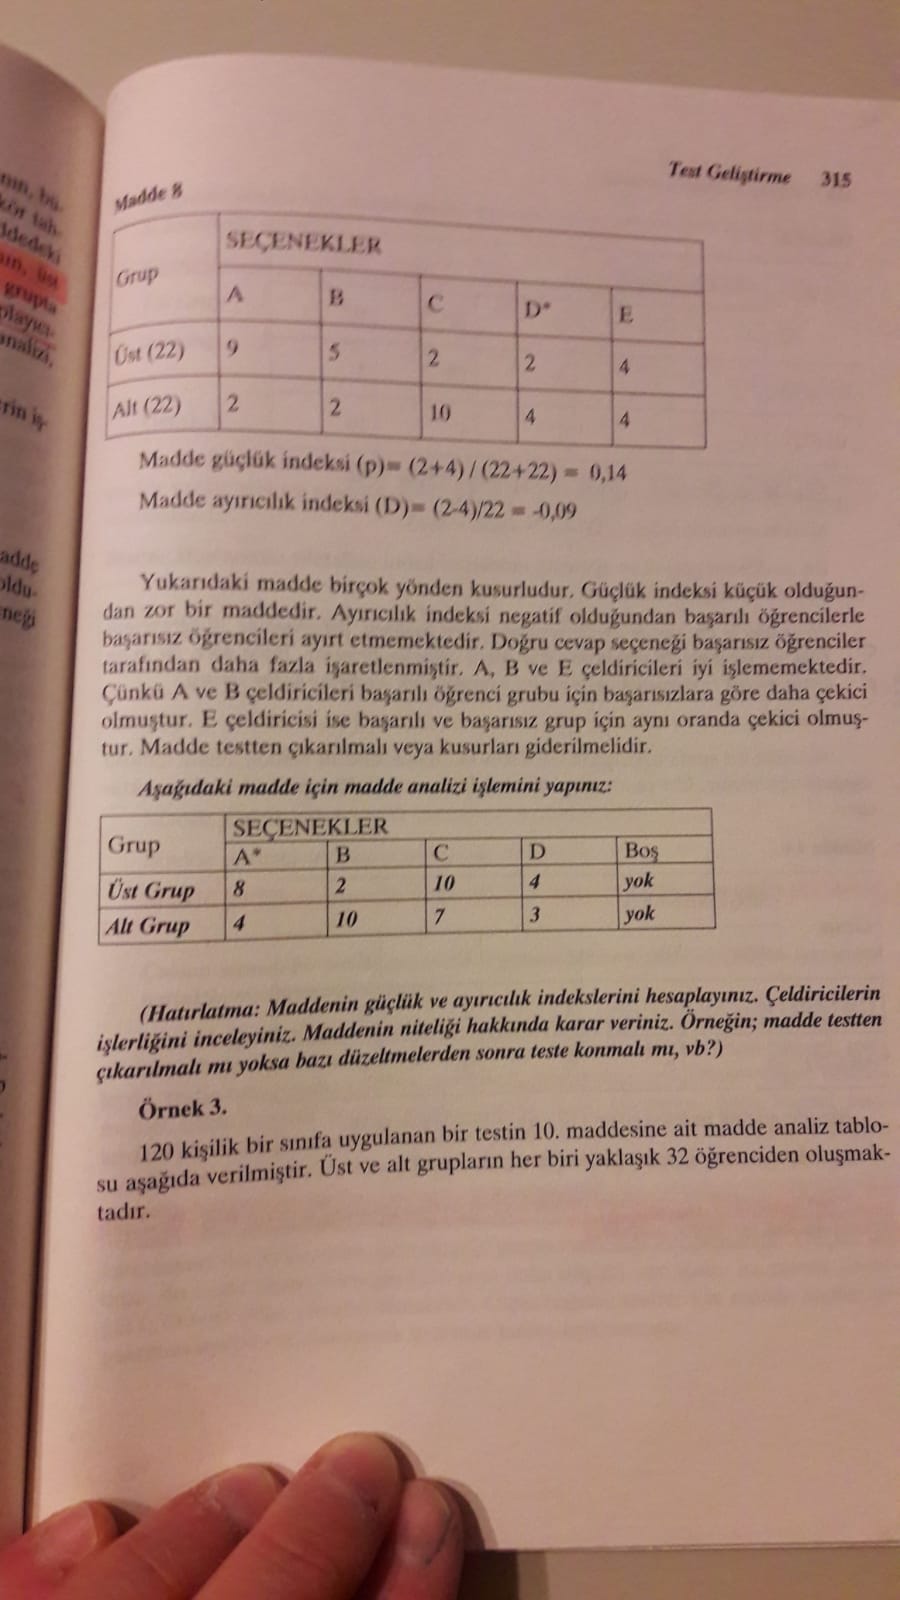 Test Geliştirme 315
Madde 8
Grup SEÇENEKLER
A B C D* E
Üst (22) 9 5 2 2 4
Alt (22) 2 2 10 4 4
Madde güçlük indeksi (p)= (2+4) / (22+22) = 0,14
Madde ayırıcılık indeksi (D)= (2-4)/22 = -0,09
Yukarıdaki madde birçok yönden kusurludur. Güçlük indeksi küçük olduğun-
dan zor bir maddedir. Ayırıcılık indeksi negatif olduğundan başarılı öğrencilerle
başarısız öğrencileri ayırt etmemektedir. Doğru cevap seçeneği başarısız öğrenciler
tarafından daha fazla işaretlenmiştir. A, B ve E çeldiricileri iyi işlememektedir.
Çünkü A ve B çeldiricileri başarılı öğrenci grubu için başarısızlara göre daha çekici
olmuştur. E çeldiricisi ise başarılı ve başarısız grup için aynı oranda çekici olmuş-
tur. Madde testten çıkarılmalı veya kusurları giderilmelidir.
Aşağıdaki madde için madde analizi işlemini yapınız:
Grup SEÇENEKLER
A* B C D Boş
Üst Grup 8 2 10 4 yok
Alt Grup 4 10 7 3 yok
(Hatırlatma: Maddenin güçlük ve ayırıcılık indekslerini hesaplayınız. Çeldiricilerin
işlerliğini inceleyiniz. Maddenin niteliği hakkında karar veriniz. Örneğin; madde testten
çıkarılmalı mı yoksa bazı düzeltmelerden sonra teste konmalı mı, vb?)
Örnek 3.
120 kişilik bir sınıfa uygulanan bir testin 10. maddesine ait madde analiz tablo-
su aşağıda verilmiştir. Üst ve alt grupların her biri yaklaşık 32 öğrenciden oluşmak-
tadır.